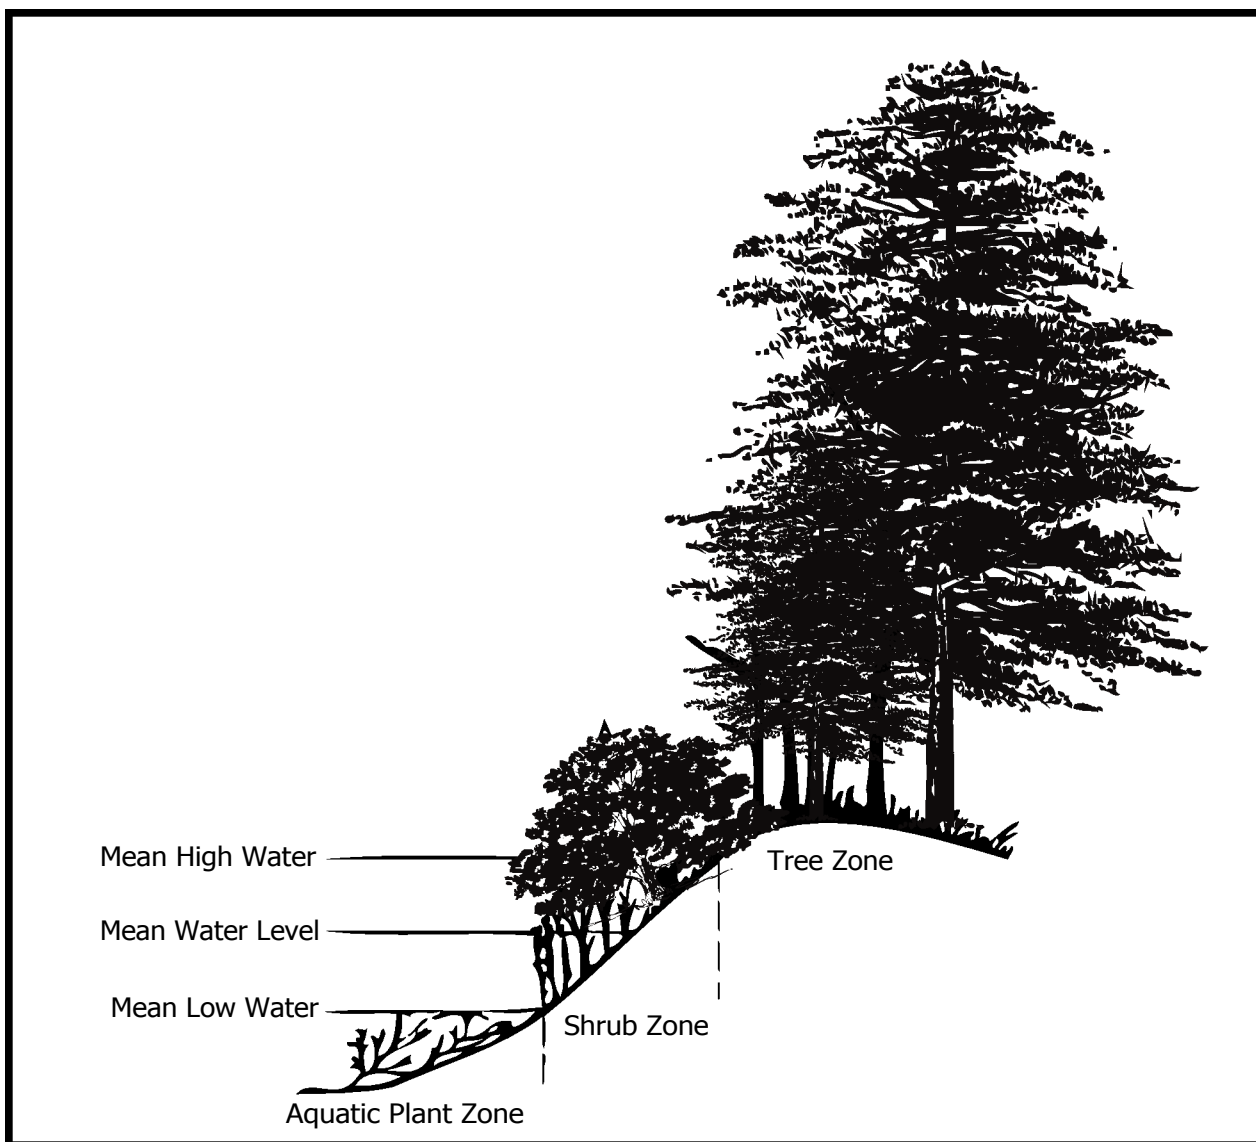 Mean High Water
Tree Zone
Mean Water Level
Mean Low Water
Shrub Zone
Aquatic Plant Zone